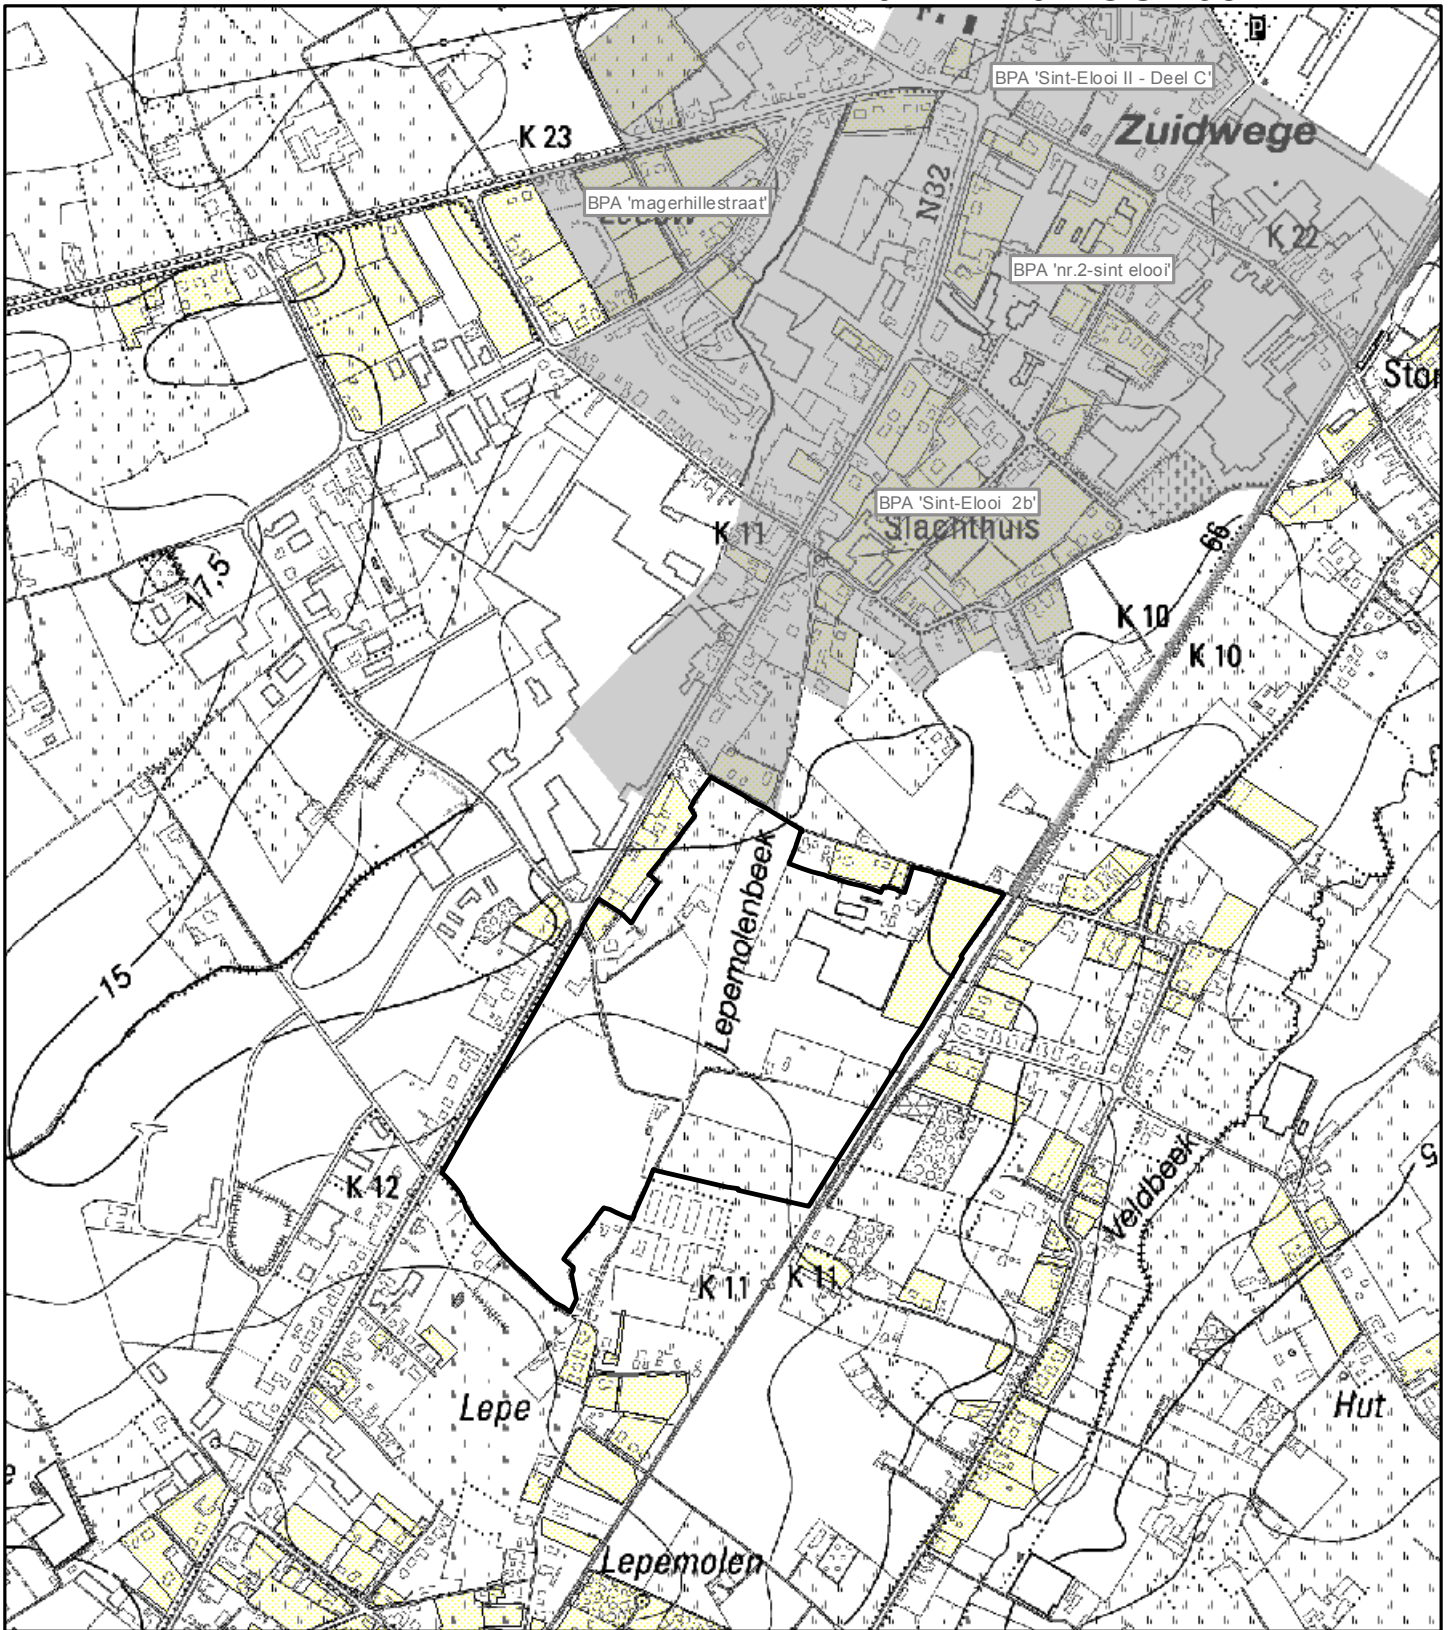 P
BPA 'Sint-Elooi II - Deel C'
Zuidwege
K 23
N32
BPA 'magerhillestraat'
K 22
BPA 'nr.2-sint elooi'
BPA 'Sint-Elooi 2b'
Slachthuis
K 11
66
17,5
K 10
K 10
Lepemolenbeek
15
K 12
Veldbeek
5
K 11
K 11
Lepe
Hut
Lepemolen